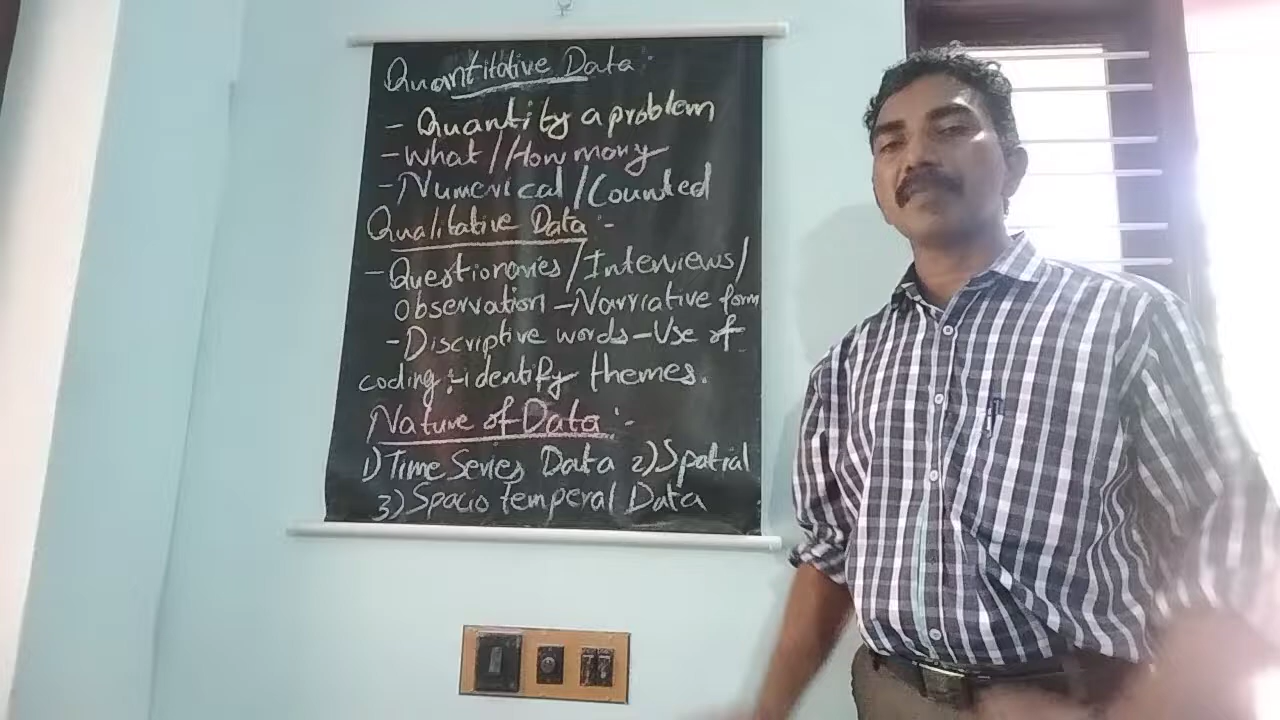 Quantitative Data :
- Quantity a problem
- What / How many
- Numerical / Counted
Qualitative Data :-
- Questionaries / Interviews /
Observation - Narrative form
- Discriptive words - Use of
coding :- identify themes.
Nature of Data :-
1) Time Series Data 2) Spatial
3) Spacio temperal Data